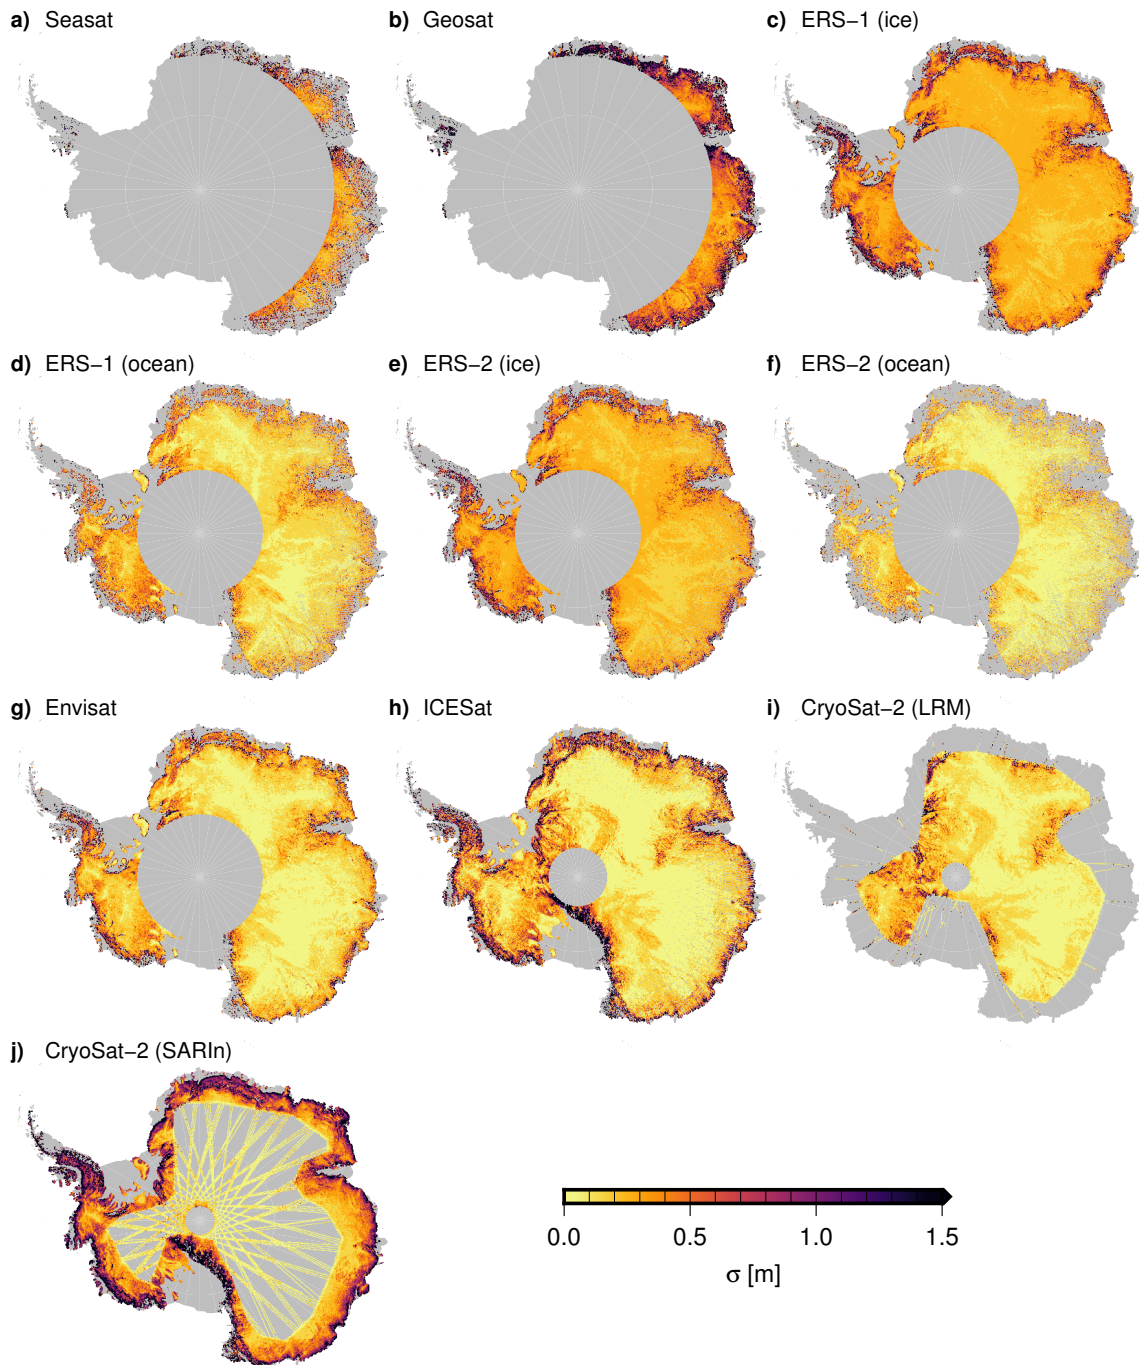 a) Seasat
b) Geosat
c) ERS−1 (ice)
d) ERS−1 (ocean)
e) ERS−2 (ice)
f) ERS−2 (ocean)
g) Envisat
h) ICESat
i) CryoSat−2 (LRM)
j) CryoSat−2 (SARIn)
0.0 0.5 1.0 1.5
σ [m]